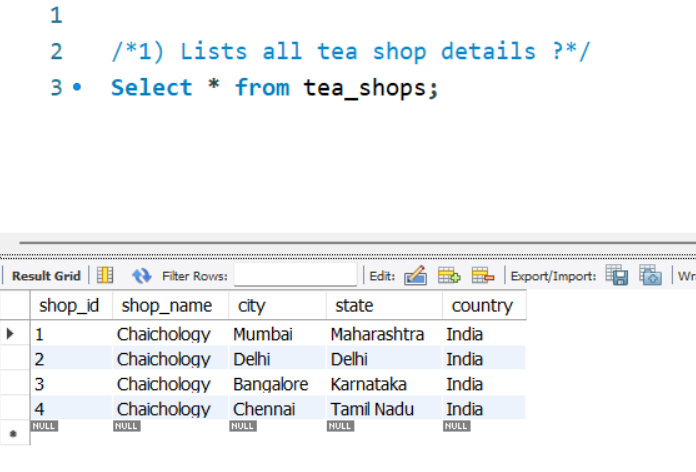 1
2 /*1) Lists all tea shop details ?*/
3 Select * from tea_shops;
Result Grid Filter Rows: Edit: Export/Import: Wr
shop_id shop_name city state country
1 Chaichology Mumbai Maharashtra India
2 Chaichology Delhi Delhi India
3 Chaichology Bangalore Karnataka India
4 Chaichology Chennai Tamil Nadu India
NULL NULL NULL NULL NULL